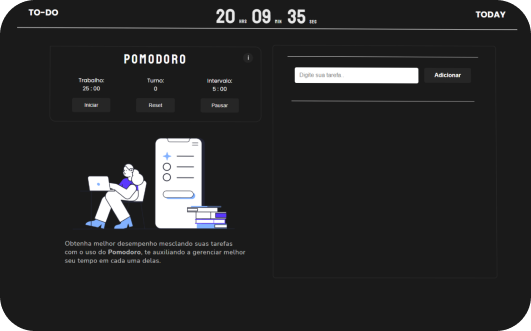 TO-DO
20 HRS 09 MIN 35 SEC
TODAY
POMODORO
i
Trabalho: Turno: Intervalo:
25 : 00 0 5 : 00
Iniciar Reset Pausar
Digite sua tarefa... Adicionar
Obtenha melhor desempenho mesclando suas tarefas
com o uso do Pomodoro, te auxiliando a gerenciar melhor
seu tempo em cada uma delas.